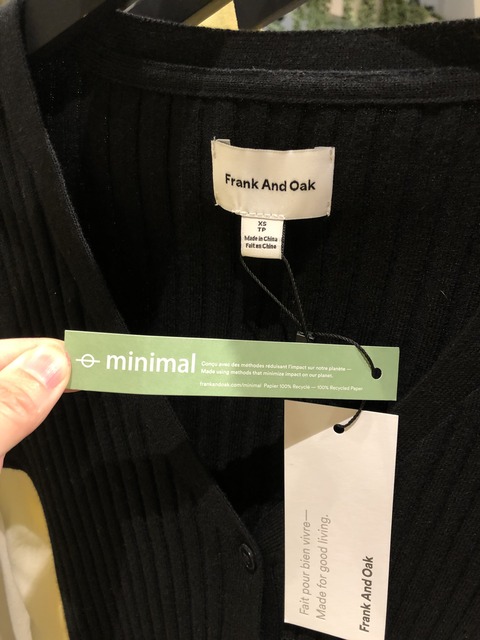 Frank And Oak
XS
TP
Made in China
Fait en Chine
minimal
Conçu avec des méthodes réduisant l'impact sur notre planète —
Made using methods that minimize impact on our planet.
frankandoak.com/minimal Papier 100% Recyclé — 100% Recycled Paper
Fait pour bien vivre—
Made for good living.
Frank And Oak